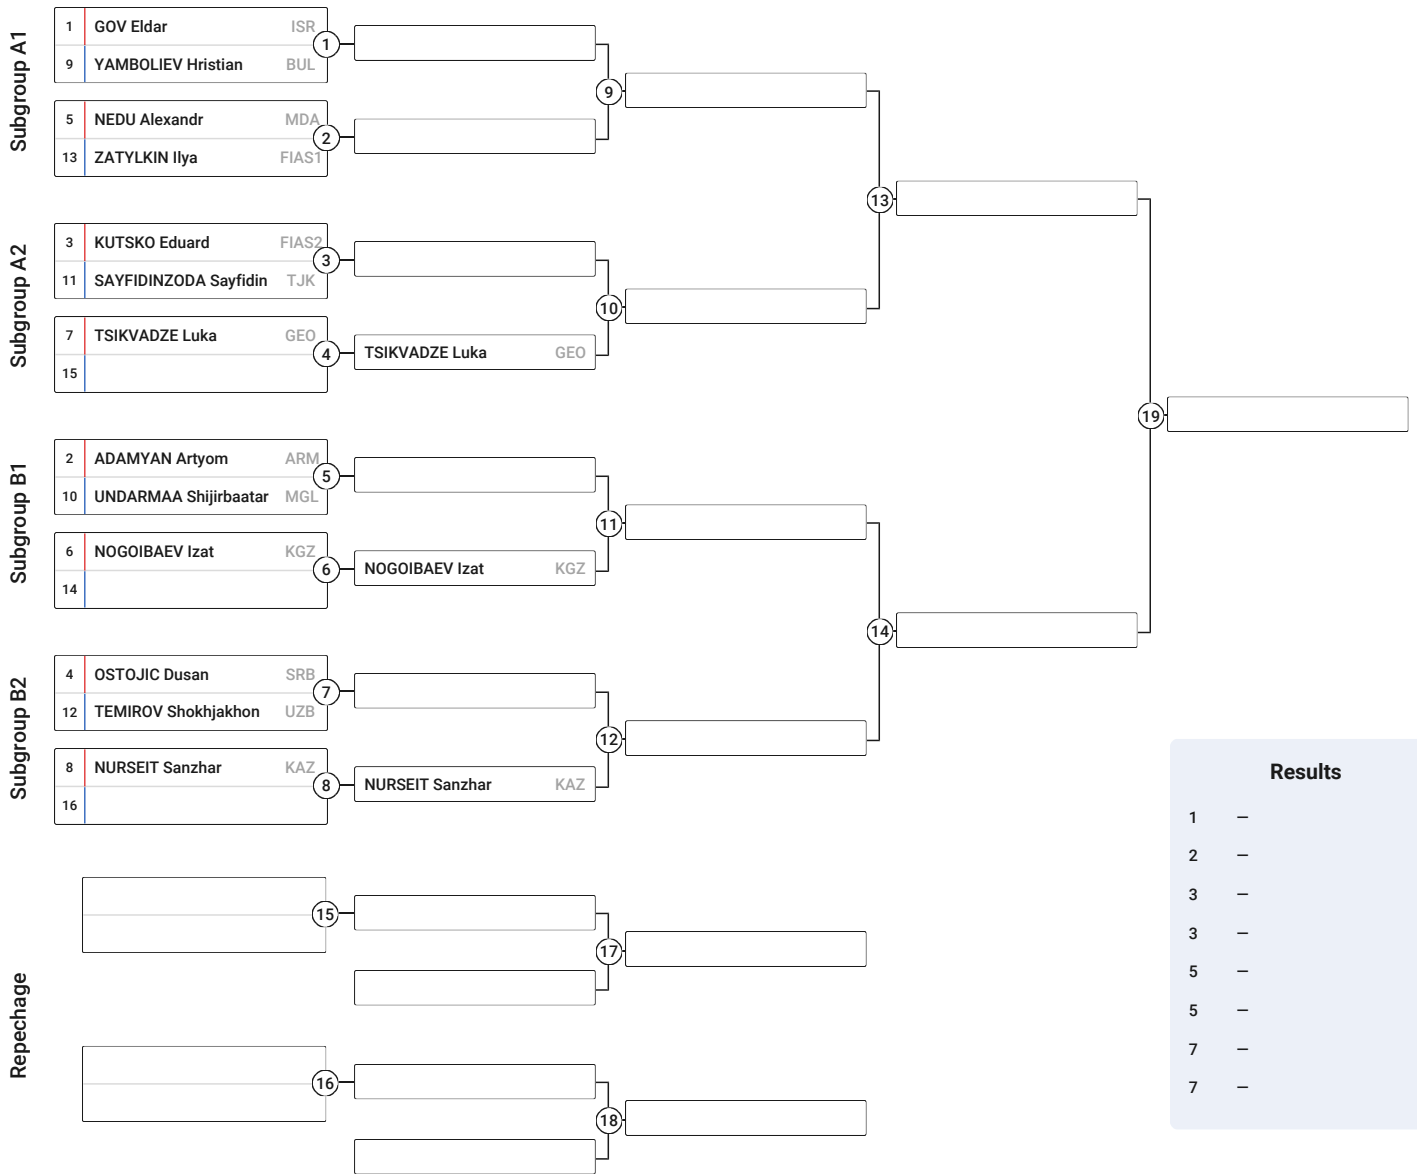 Subgroup A1
1 GOV Eldar ISR
9 YAMBOLIEV Hristian BUL
1
5 NEDU Alexandr MDA
13 ZATYLKIN Ilya FIAS1
2
9
Subgroup A2
3 KUTSKO Eduard FIAS2
11 SAYFIDINZODA Sayfidin TJK
3
7 TSIKVADZE Luka GEO
15
4
TSIKVADZE Luka GEO
10
13
Subgroup B1
2 ADAMYAN Artyom ARM
10 UNDARMAA Shijirbaatar MGL
5
6 NOGOIBAEV Izat KGZ
14
6
NOGOIBAEV Izat KGZ
11
Subgroup B2
4 OSTOJIC Dusan SRB
12 TEMIROV Shokhjakhon UZB
7
8 NURSEIT Sanzhar KAZ
16
8
NURSEIT Sanzhar KAZ
12
14
19
Repechage
15
17
16
18
Results
1 –
2 –
3 –
3 –
5 –
5 –
7 –
7 –